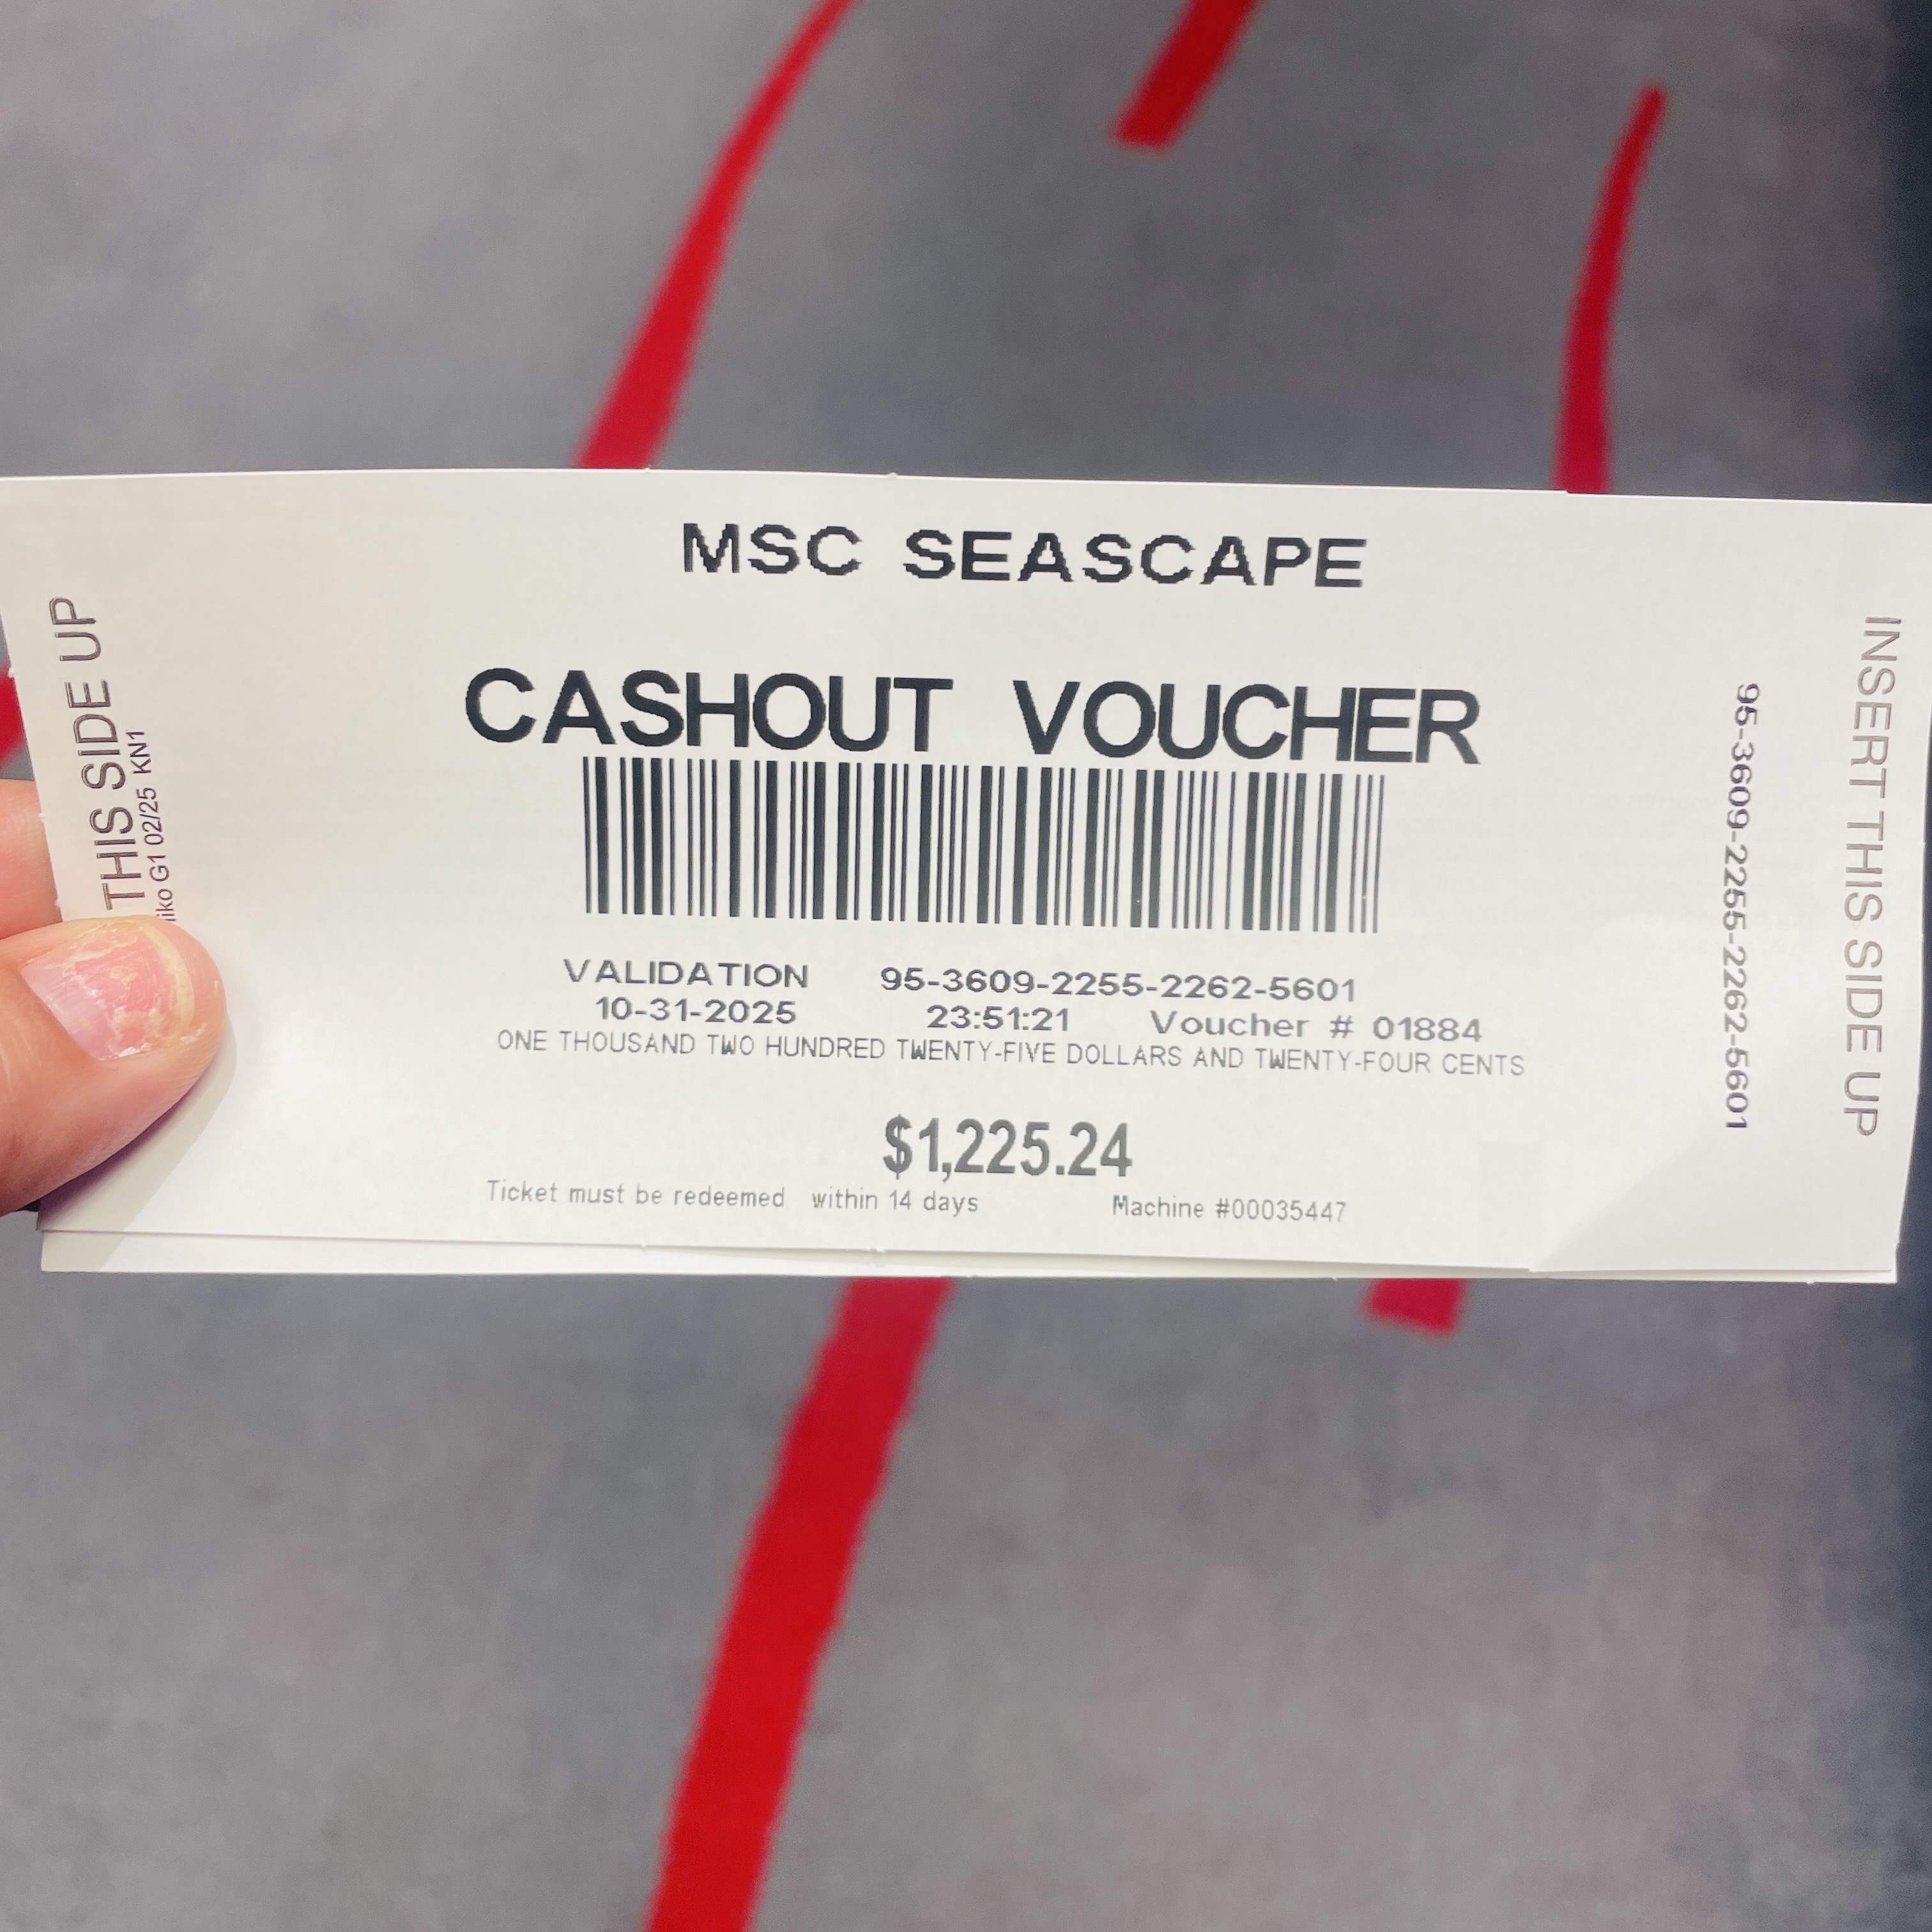 MSC SEASCAPE
CASHOUT VOUCHER
VALIDATION 95-3609-2255-2262-5601
10-31-2025 23:51:21 Voucher # 01884
ONE THOUSAND TWO HUNDRED TWENTY-FIVE DOLLARS AND TWENTY-FOUR CENTS
$1,225.24
Ticket must be redeemed within 14 days Machine #00035447
THIS SIDE UP
G1 02/25 KN1
95-3609-2255-2262-5601
INSERT THIS SIDE UP